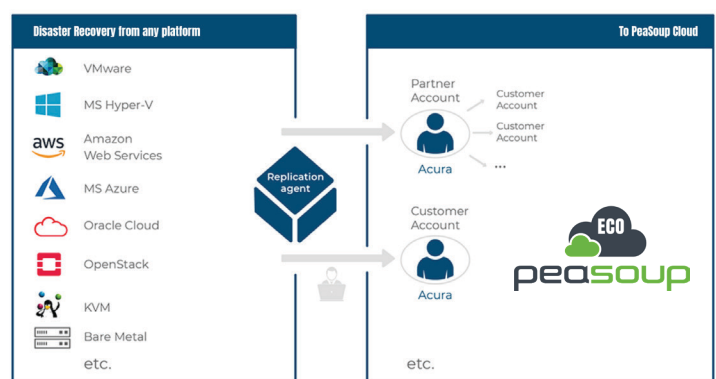 Disaster Recovery from any platform
VMware
MS Hyper-V
aws
Amazon
Web Services
MS Azure
Oracle Cloud
OpenStack
KVM
Bare Metal
etc.
Replication
agent
To PeaSoup Cloud
Partner
Account
Customer
Account
Customer
Account
...
Acura
Customer
Account
Acura
ECO
peasoup
etc.